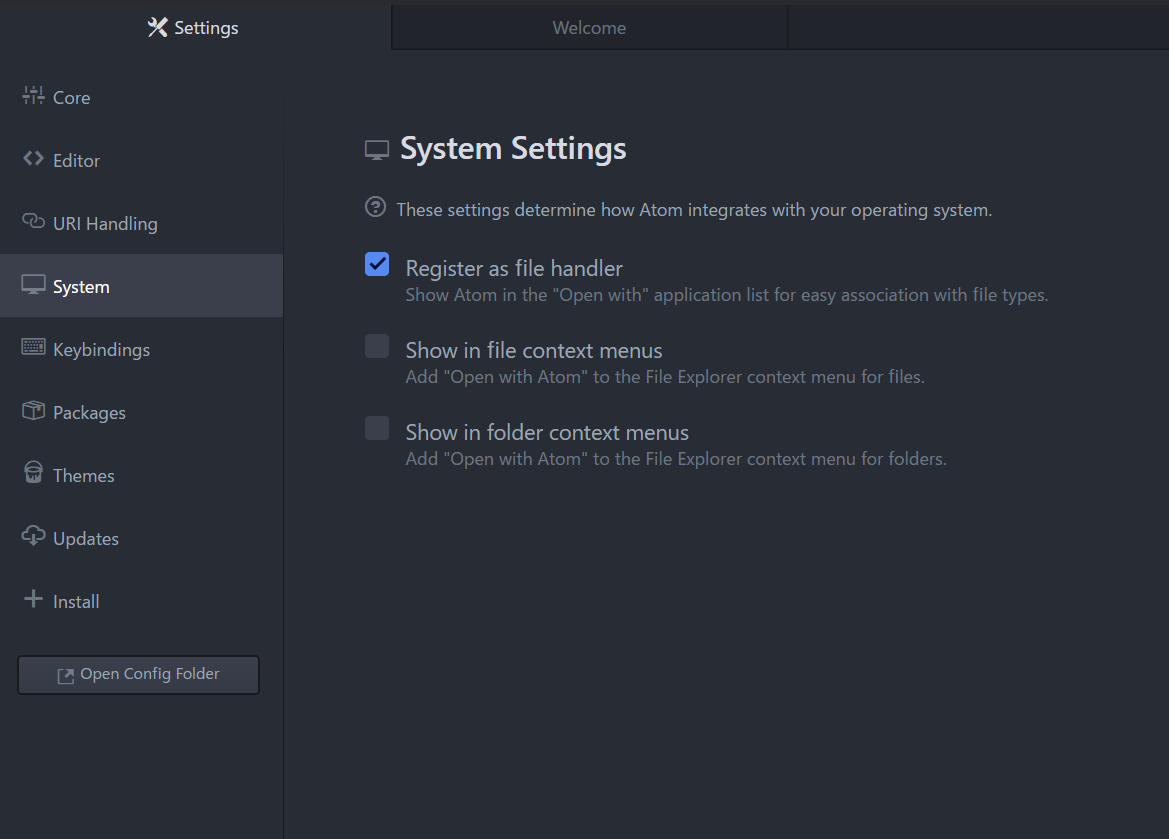 Settings
Welcome
Core
Editor
URI Handling
System
Keybindings
Packages
Themes
Updates
Install
Open Config Folder
System Settings
These settings determine how Atom integrates with your operating system.
Register as file handler
Show Atom in the "Open with" application list for easy association with file types.
Show in file context menus
Add "Open with Atom" to the File Explorer context menu for files.
Show in folder context menus
Add "Open with Atom" to the File Explorer context menu for folders.